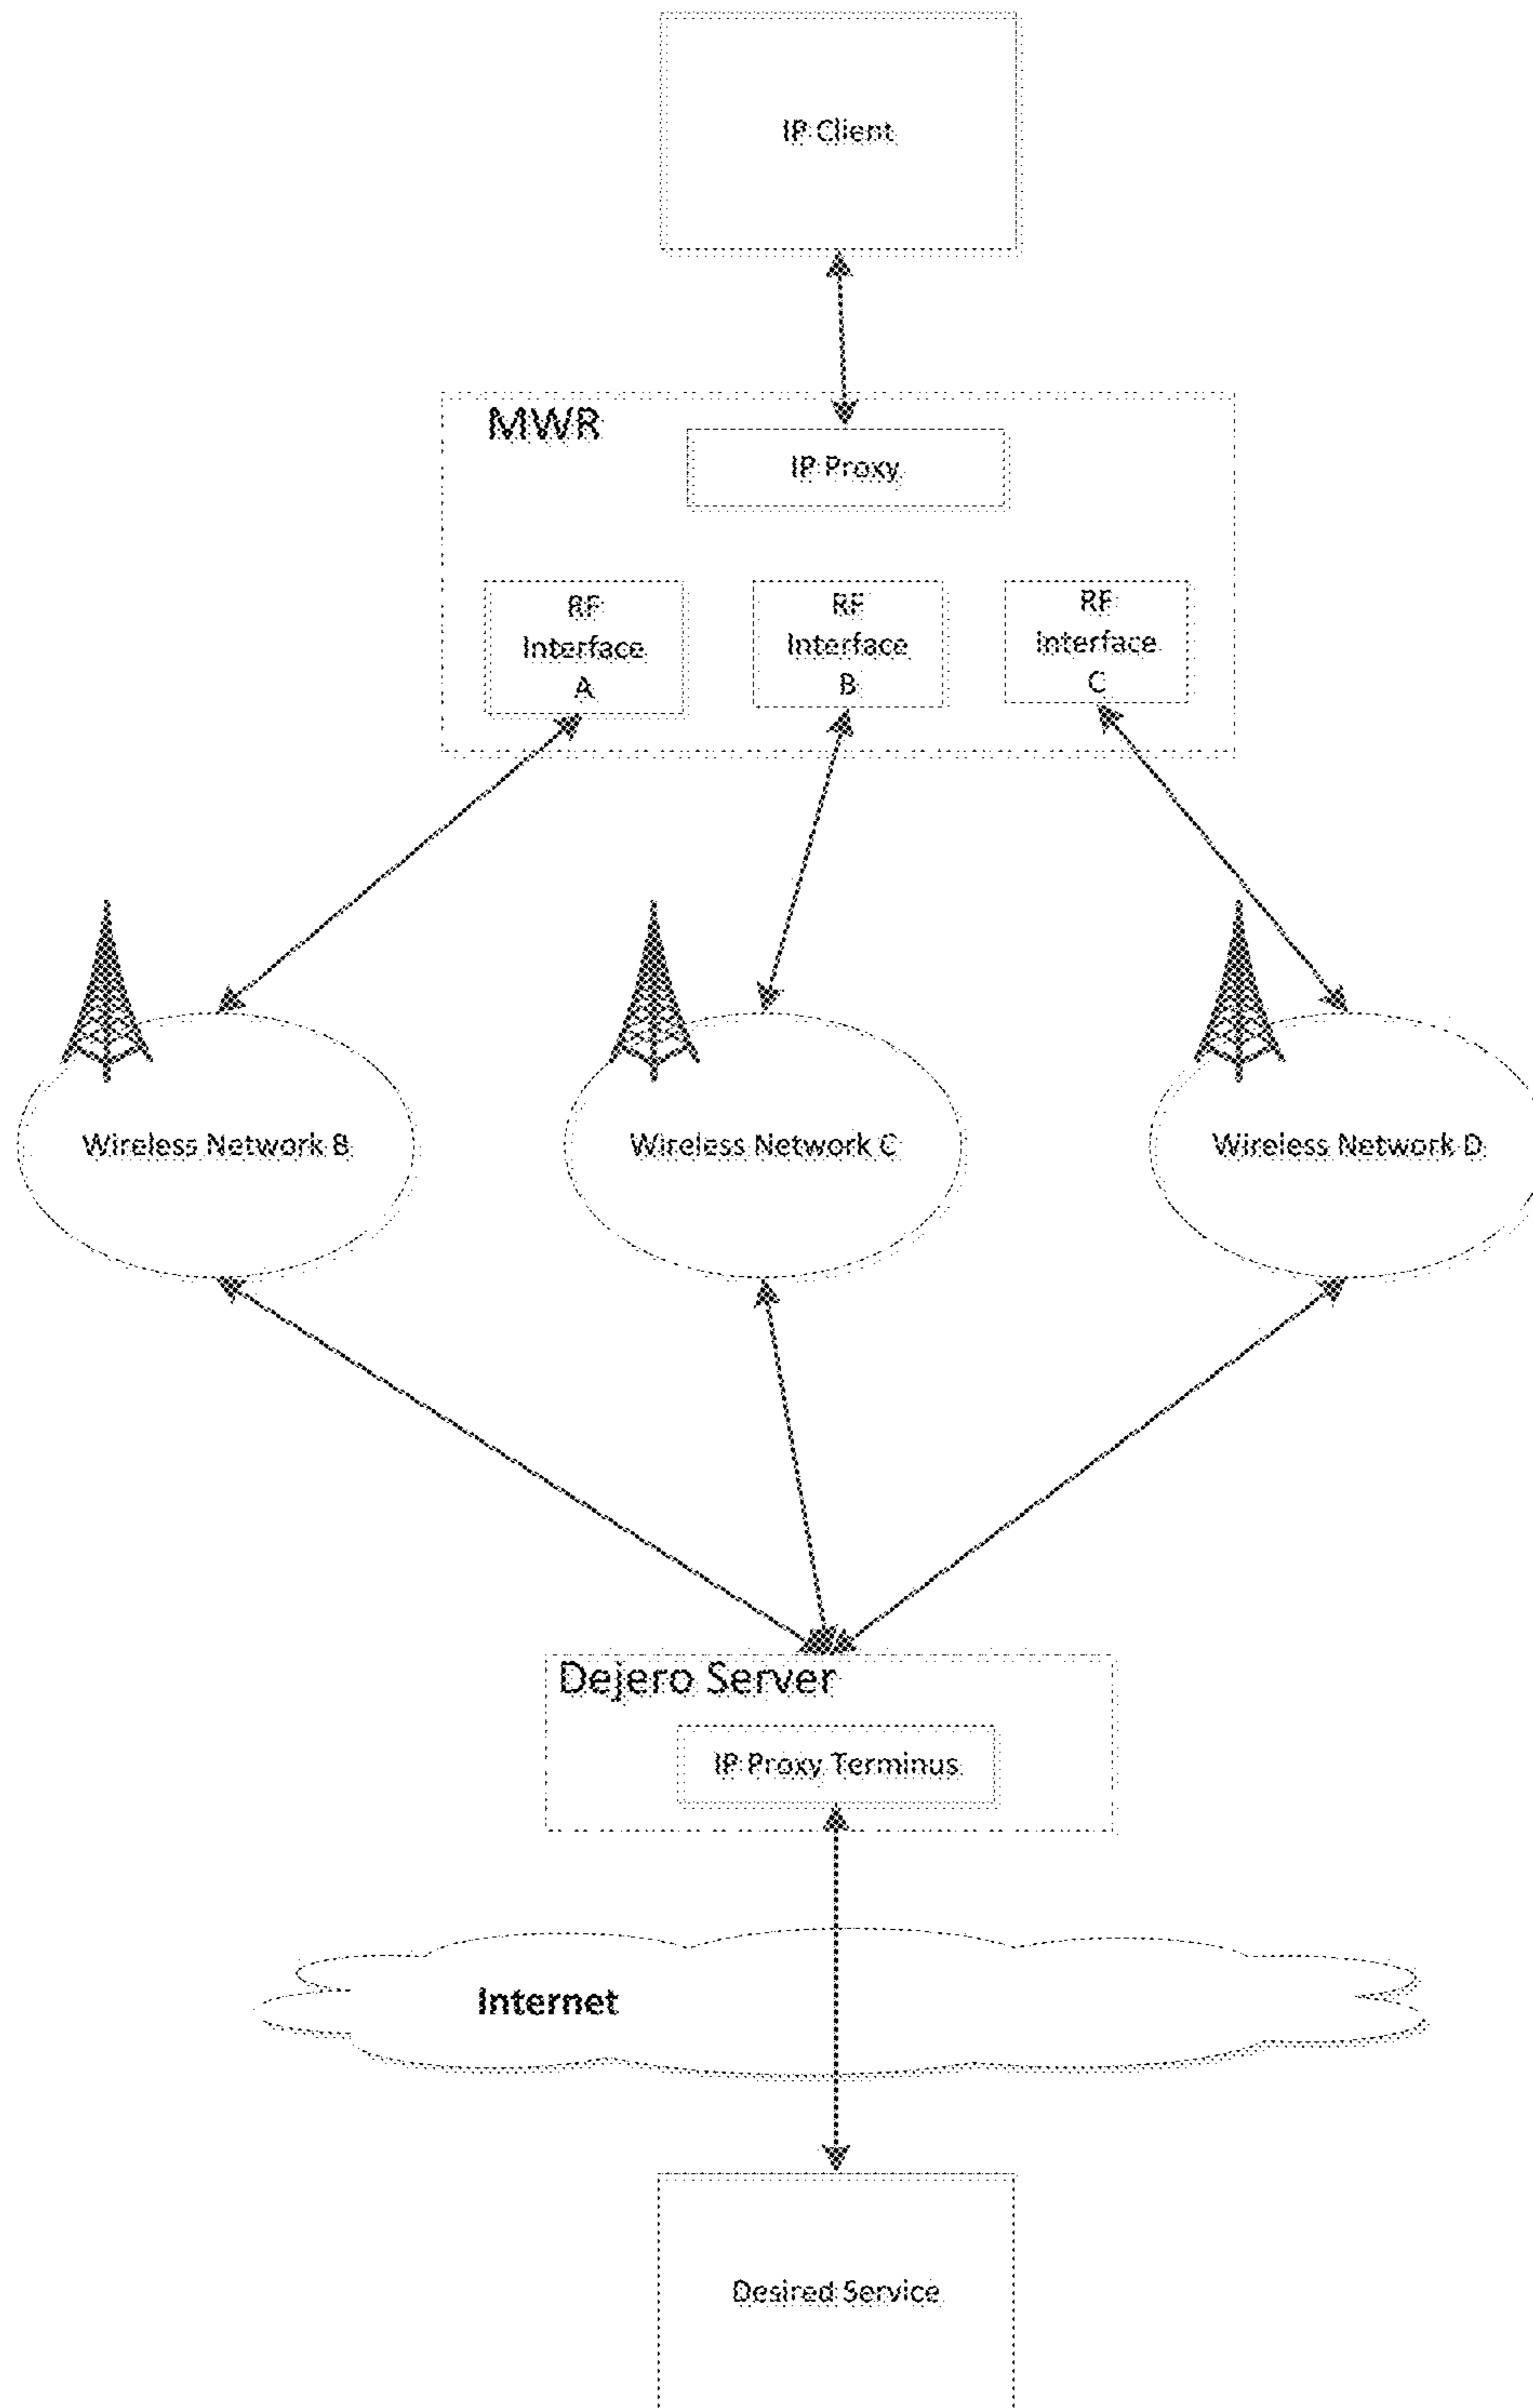 IP Client
MWR
IP Proxy
RF
Interface
A
RF
Interface
B
RF
Interface
C
Wireless Network B
Wireless Network C
Wireless Network D
Dejero Server
IP Proxy Terminus
Internet
Desired Service